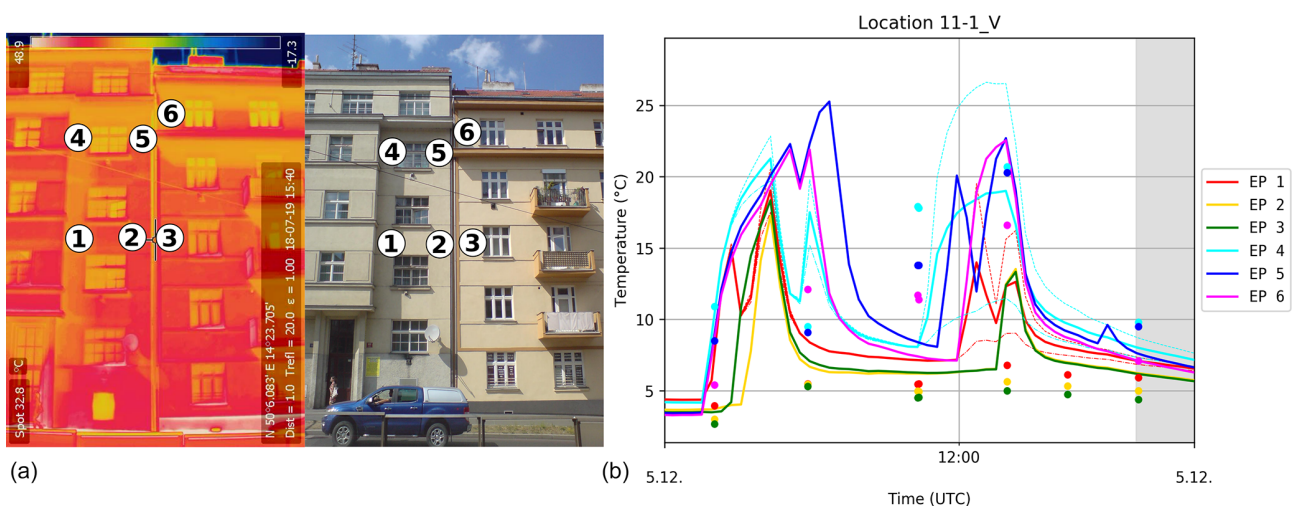 48.9
-17.3
Spot 32.8 °C
N 50°6.083' E 14°23.705'
Dist = 1.0 Trefl = 20.0 ε = 1.00 18-07-19 15:40
6
4 5
1 2 3
6
4 5
1 2 3
(a)
(b)
Location 11-1_V
Temperature (°C)
25
20
15
10
5
12:00
5.12. 5.12.
Time (UTC)
EP 1
EP 2
EP 3
EP 4
EP 5
EP 6